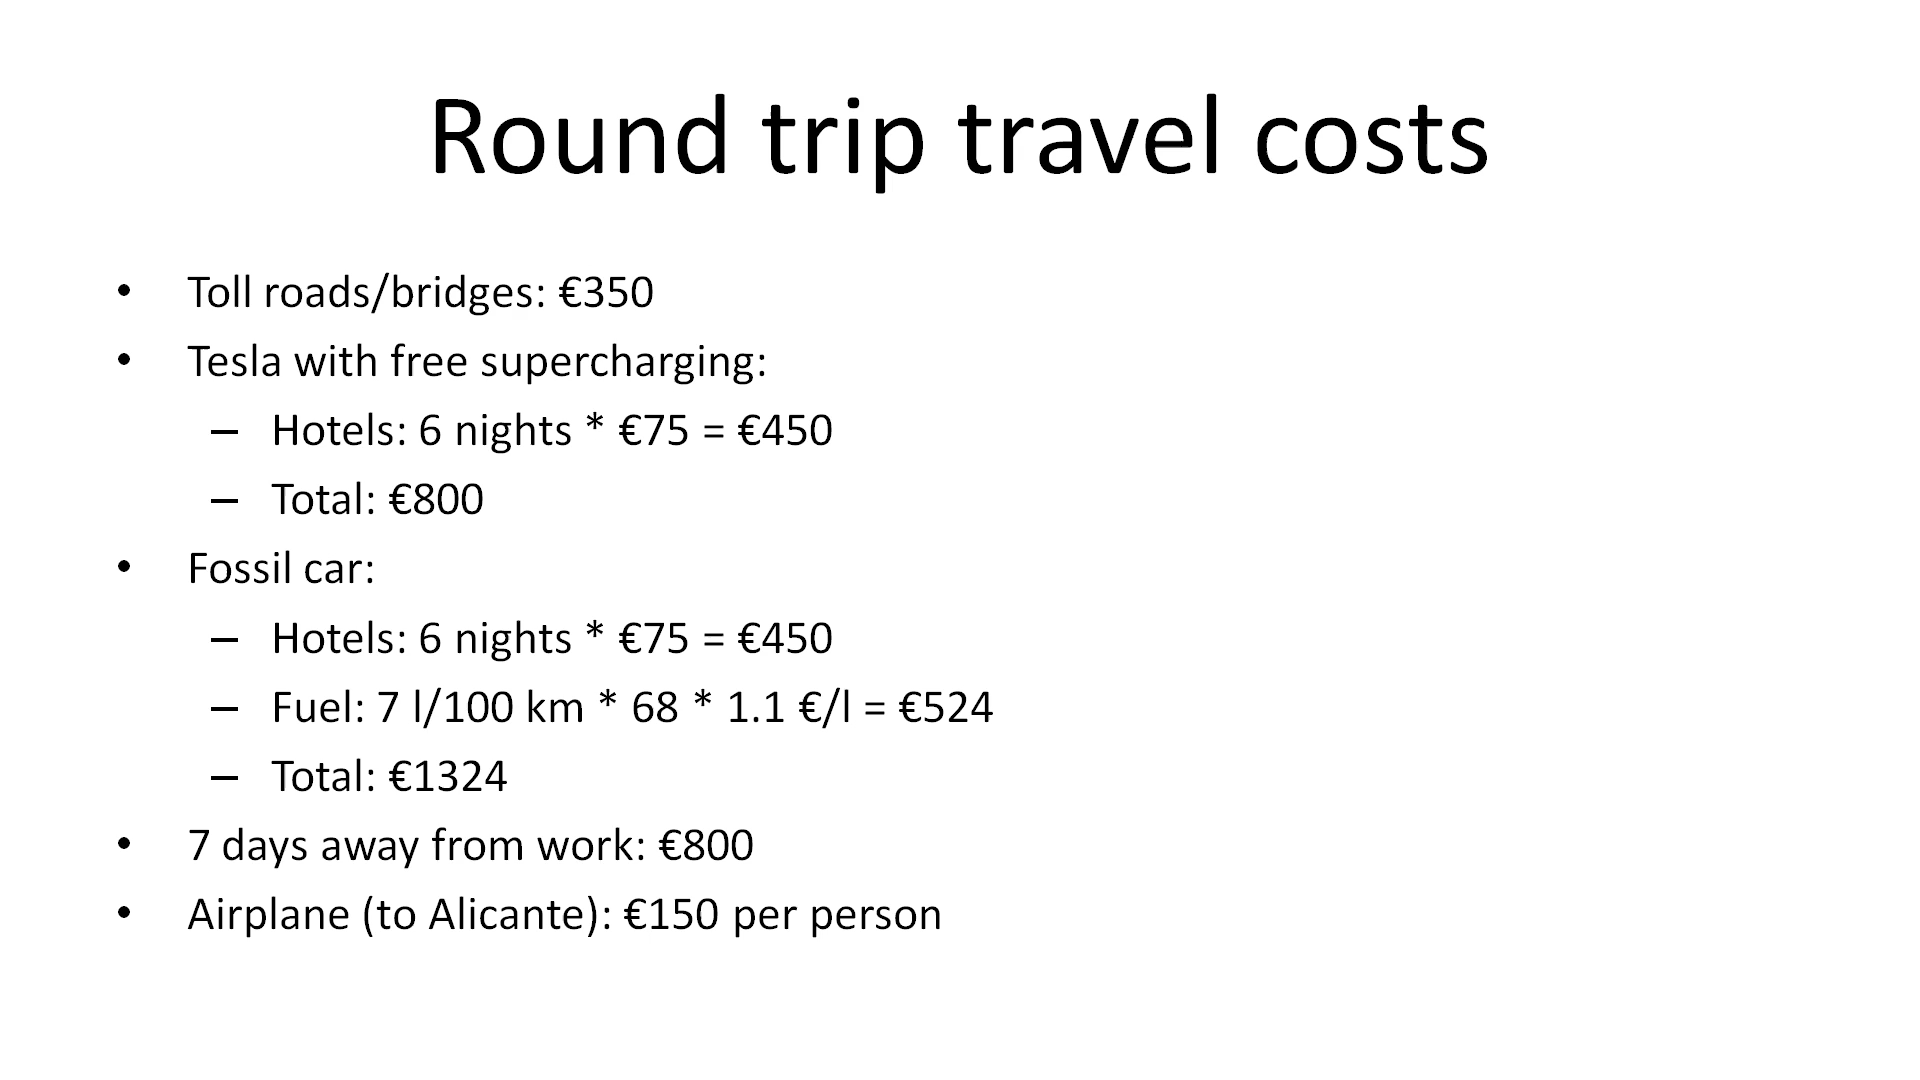 Round trip travel costs
• Toll roads/bridges: €350
• Tesla with free supercharging:
– Hotels: 6 nights * €75 = €450
– Total: €800
• Fossil car:
– Hotels: 6 nights * €75 = €450
– Fuel: 7 l/100 km * 68 * 1.1 €/l = €524
– Total: €1324
• 7 days away from work: €800
• Airplane (to Alicante): €150 per person